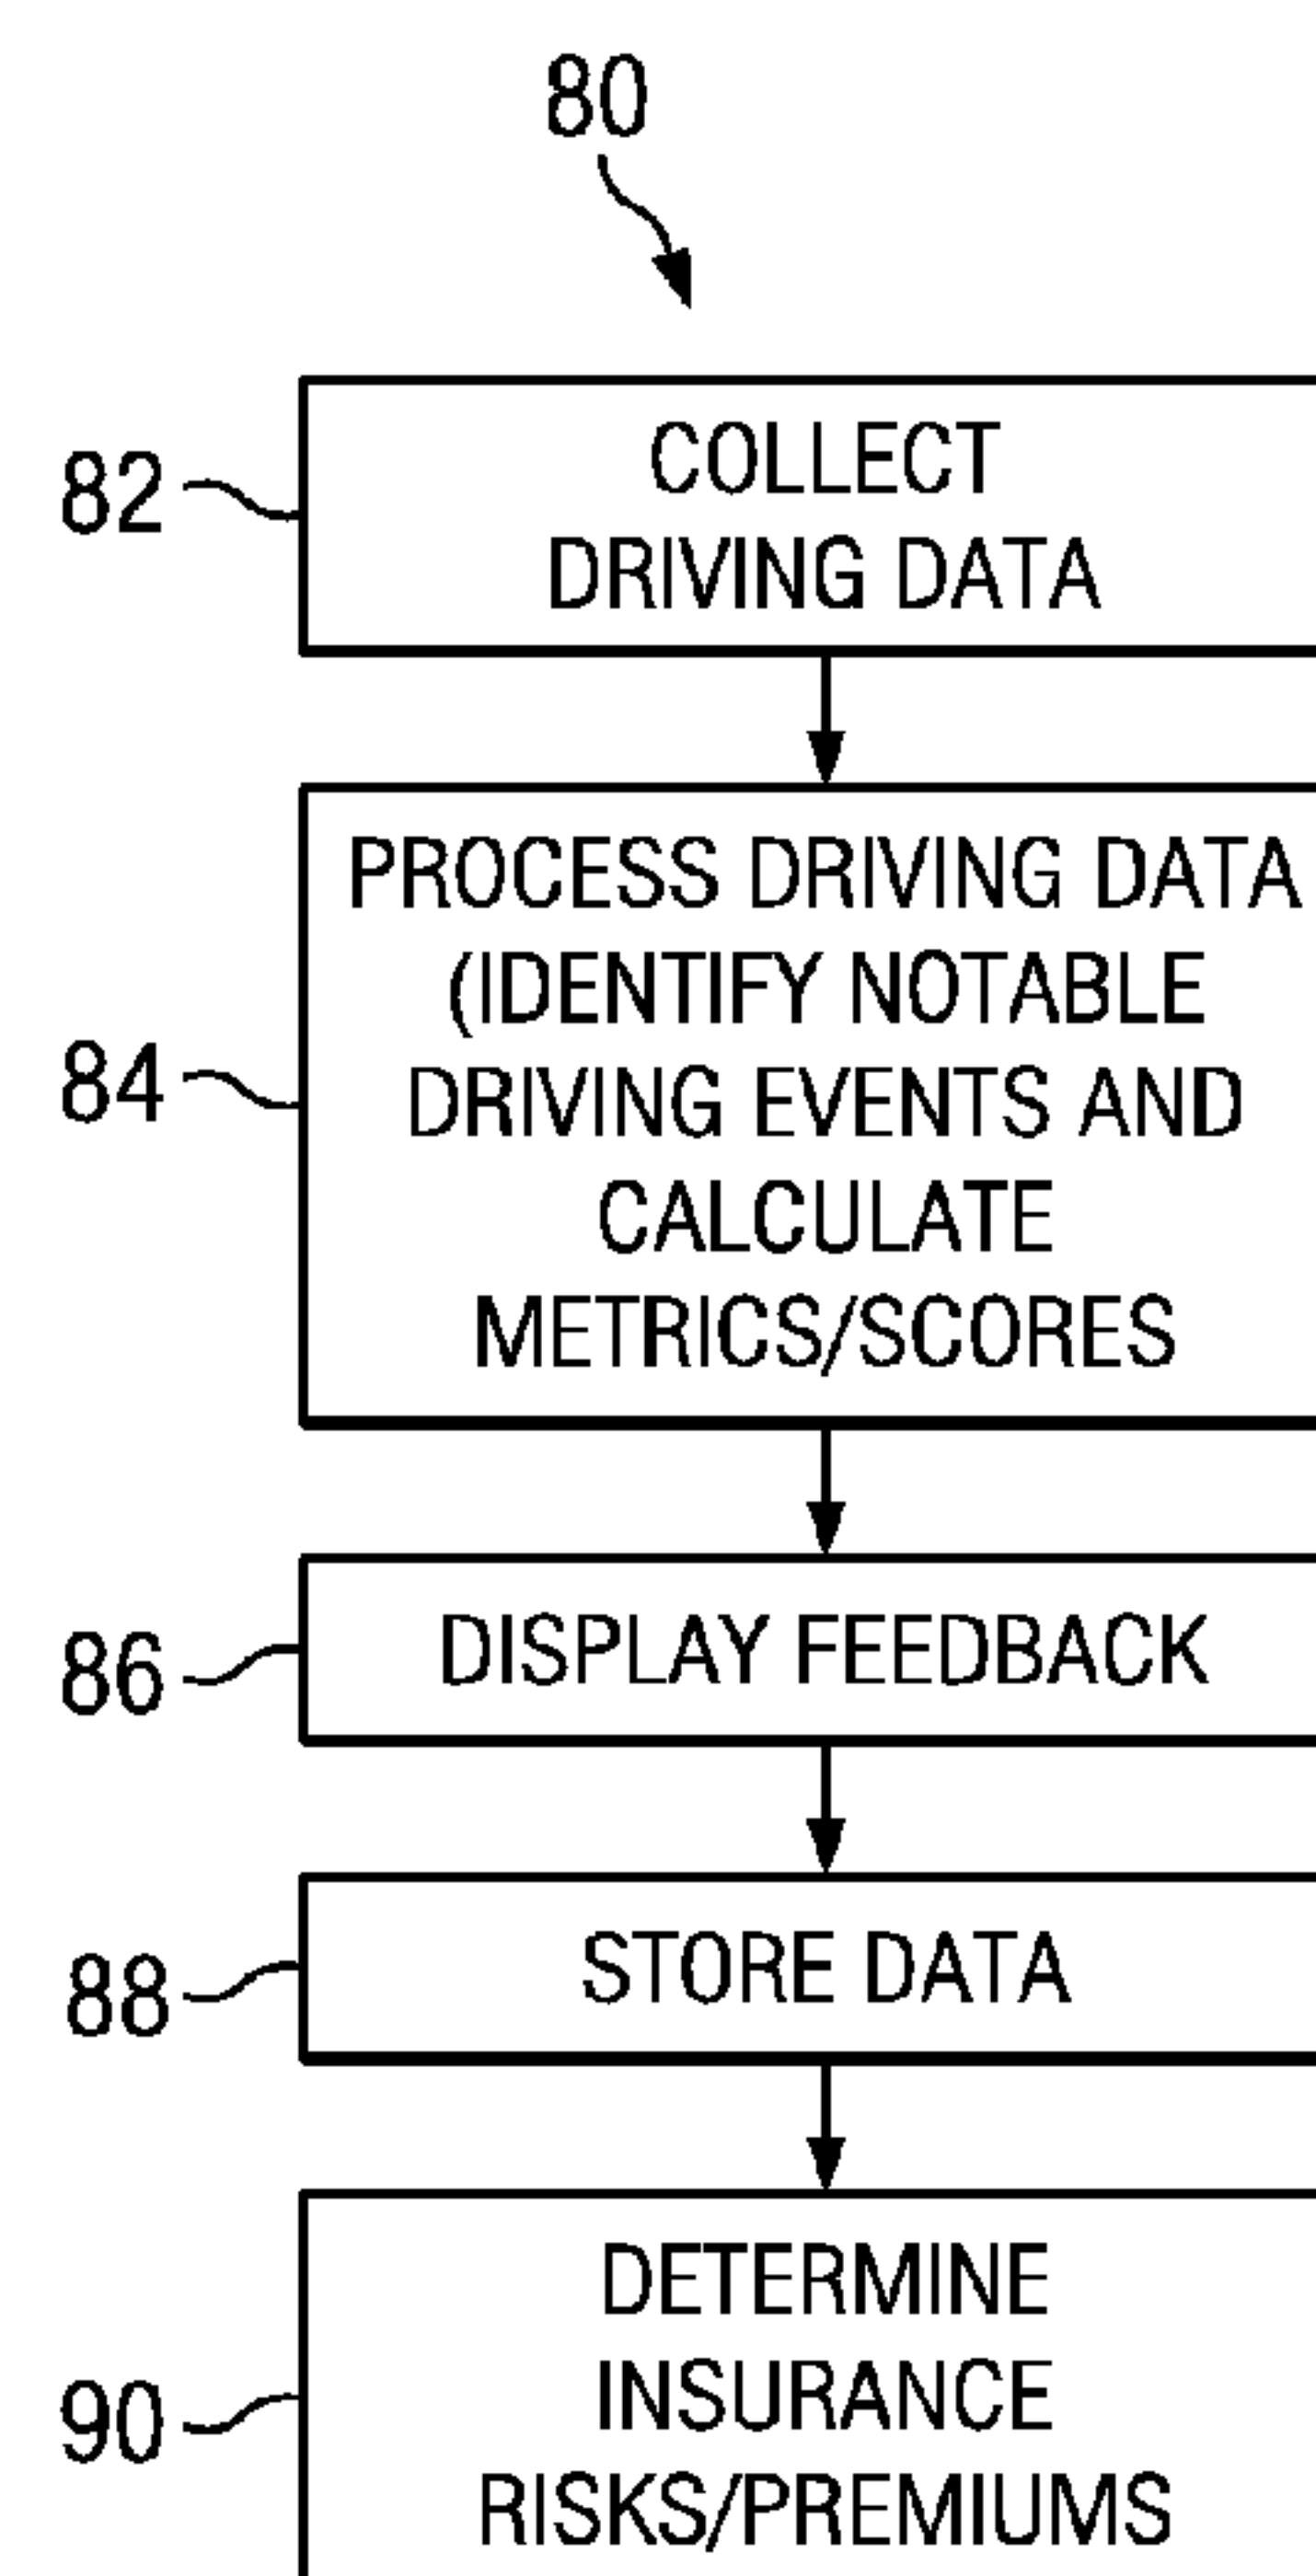 80
82
COLLECT
DRIVING DATA
84
PROCESS DRIVING DATA
(IDENTIFY NOTABLE
DRIVING EVENTS AND
CALCULATE
METRICS/SCORES
86
DISPLAY FEEDBACK
88
STORE DATA
90
DETERMINE
INSURANCE
RISKS/PREMIUMS